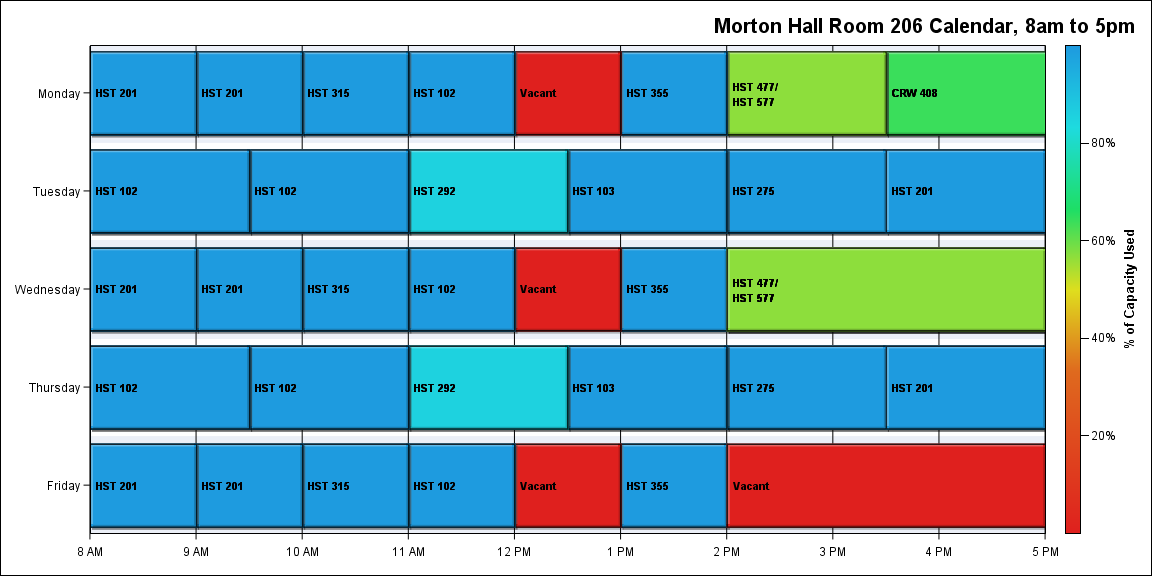 Morton Hall Room 206 Calendar, 8am to 5pm
Monday
HST 201
HST 201
HST 315
HST 102
Vacant
HST 355
HST 477/
HST 577
CRW 408
Tuesday
HST 102
HST 102
HST 292
HST 103
HST 275
HST 201
Wednesday
HST 201
HST 201
HST 315
HST 102
Vacant
HST 355
HST 477/
HST 577
Thursday
HST 102
HST 102
HST 292
HST 103
HST 275
HST 201
Friday
HST 201
HST 201
HST 315
HST 102
Vacant
HST 355
Vacant
8 AM
9 AM
10 AM
11 AM
12 PM
1 PM
2 PM
3 PM
4 PM
5 PM
80%
60%
40%
20%
% of Capacity Used